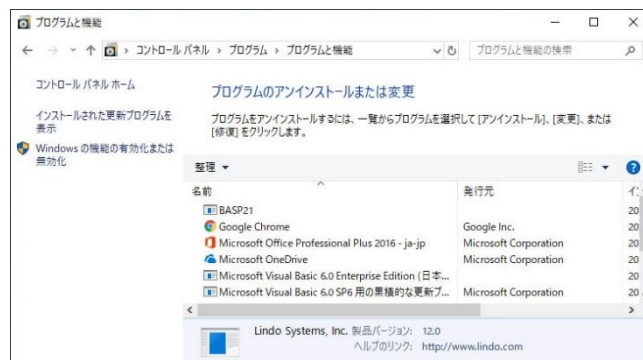 プログラムと機能
コントロール パネル › プログラム › プログラムと機能
プログラムと機能の検索
コントロール パネル ホーム
インストールされた更新プログラムを
表示
Windows の機能の有効化または
無効化
プログラムのアンインストールまたは変更
プログラムをアンインストールするには、一覧からプログラムを選択して [アンインストール]、[変更]、または
[修復] をクリックします。
整理
名前 発行元 イ
BASP21 20
Google Chrome Google Inc. 20
Microsoft Office Professional Plus 2016 - ja-jp Microsoft Corporation 20
Microsoft OneDrive Microsoft Corporation 20
Microsoft Visual Basic 6.0 Enterprise Edition (日本... 20
Microsoft Visual Basic 6.0 SP6 用の累積的な更新プ... Microsoft Corporation 20
Lindo Systems, Inc. 製品バージョン: 12.0
ヘルプのリンク: http://www.lindo.com